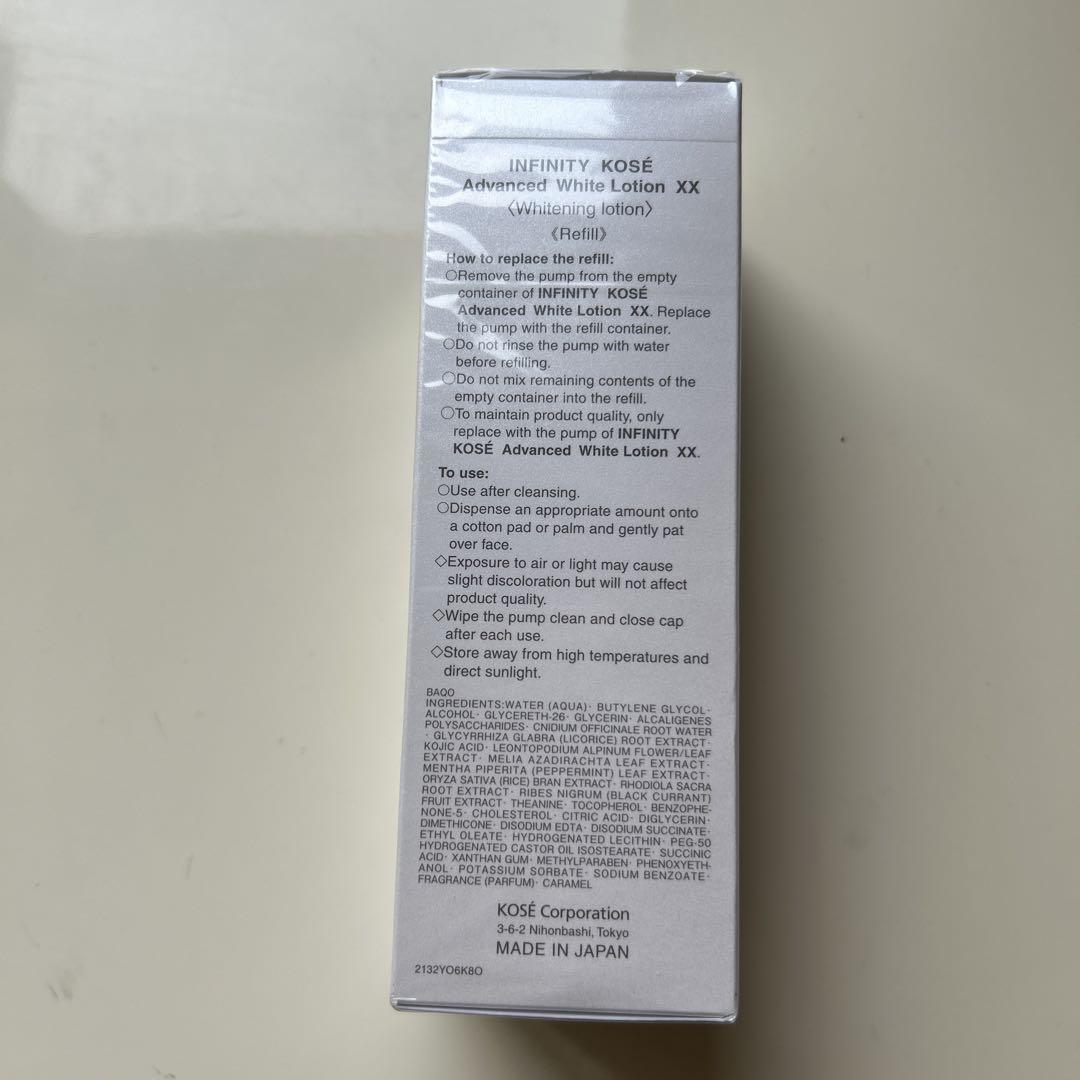 INFINITY KOSÉ
Advanced White Lotion XX
〈Whitening lotion〉
《Refill》
How to replace the refill:
○Remove the pump from the empty
container of INFINITY KOSÉ
Advanced White Lotion XX. Replace
the pump with the refill container.
○Do not rinse the pump with water
before refilling.
○Do not mix remaining contents of the
empty container into the refill.
○To maintain product quality, only
replace with the pump of INFINITY
KOSÉ Advanced White Lotion XX.
To use:
○Use after cleansing.
○Dispense an appropriate amount onto
a cotton pad or palm and gently pat
over face.
◇Exposure to air or light may cause
slight discoloration but will not affect
product quality.
◇Wipe the pump clean and close cap
after each use.
◇Store away from high temperatures and
direct sunlight.
BAQO
INGREDIENTS:WATER (AQUA)· BUTYLENE GLYCOL·
ALCOHOL· GLYCERETH-26· GLYCERIN· ALCALIGENES
POLYSACCHARIDES· CNIDIUM OFFICINALE ROOT WATER
· GLYCYRRHIZA GLABRA (LICORICE) ROOT EXTRACT·
KOJIC ACID· LEONTOPODIUM ALPINUM FLOWER/LEAF
EXTRACT· MELIA AZADIRACHTA LEAF EXTRACT·
MENTHA PIPERITA (PEPPERMINT) LEAF EXTRACT·
ORYZA SATIVA (RICE) BRAN EXTRACT· RHODIOLA SACRA
ROOT EXTRACT· RIBES NIGRUM (BLACK CURRANT)
FRUIT EXTRACT· THEANINE· TOCOPHEROL· BENZOPHE-
NONE-5· CHOLESTEROL· CITRIC ACID· DIGLYCERIN·
DIMETHICONE· DISODIUM EDTA· DISODIUM SUCCINATE·
ETHYL OLEATE· HYDROGENATED LECITHIN· PEG-50
HYDROGENATED CASTOR OIL ISOSTEARATE· SUCCINIC
ACID· XANTHAN GUM· METHYLPARABEN· PHENOXYETH-
ANOL· POTASSIUM SORBATE· SODIUM BENZOATE·
FRAGRANCE (PARFUM)· CARAMEL
KOSÉ Corporation
3-6-2 Nihonbashi, Tokyo
MADE IN JAPAN
2132YO6K8O